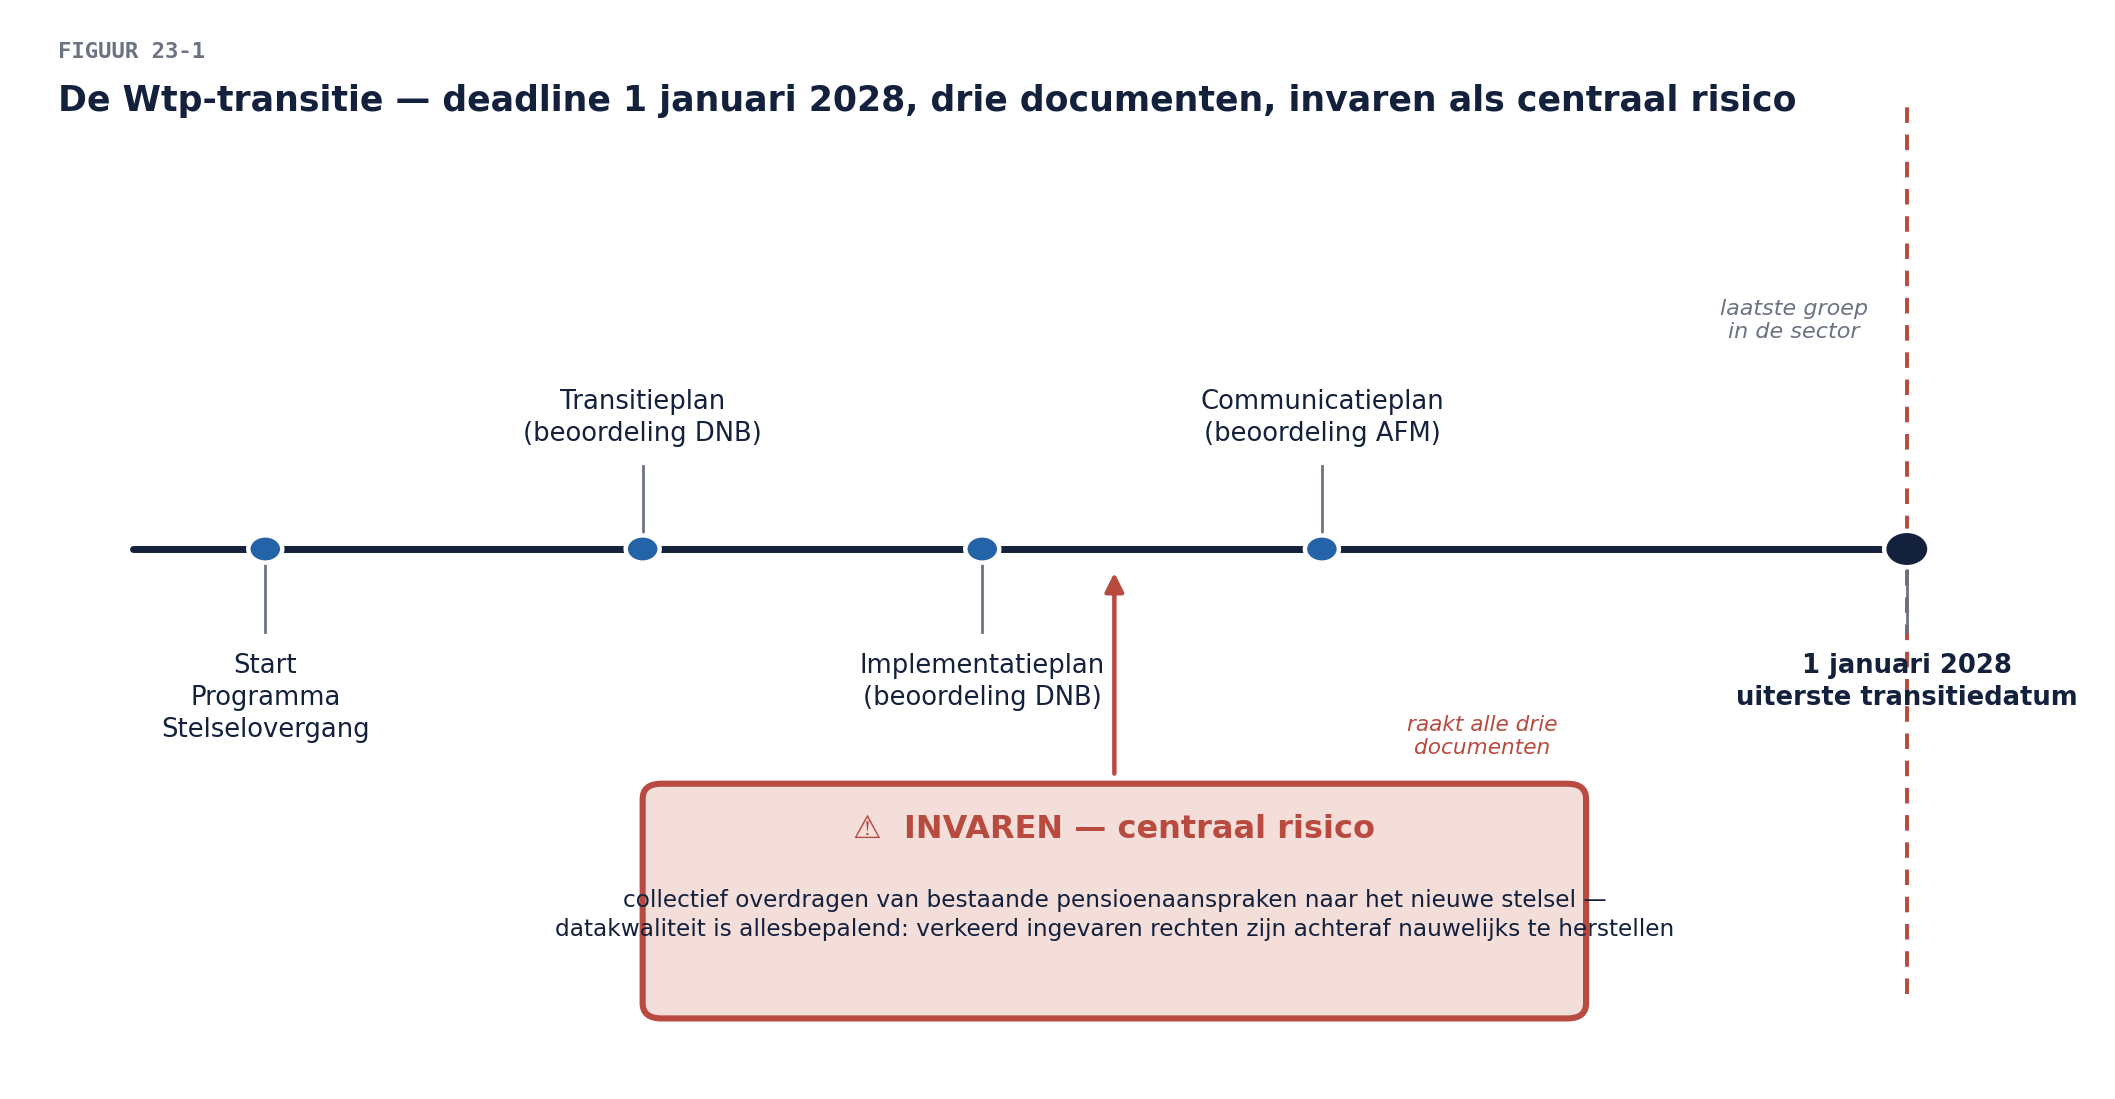 FIGUUR 23-1
De Wtp-transitie — deadline 1 januari 2028, drie documenten, invaren als centraal risico
laatste groep
in de sector
Transitieplan
(beoordeling DNB)
Communicatieplan
(beoordeling AFM)
Start
Programma
Stelselovergang
Implementatieplan
(beoordeling DNB)
1 januari 2028
uiterste transitiedatum
raakt alle drie
documenten
⚠ INVAREN — centraal risico
collectief overdragen van bestaande pensioenaanspraken naar het nieuwe stelsel —
datakwaliteit is allesbepalend: verkeerd ingevaren rechten zijn achteraf nauwelijks te herstellen